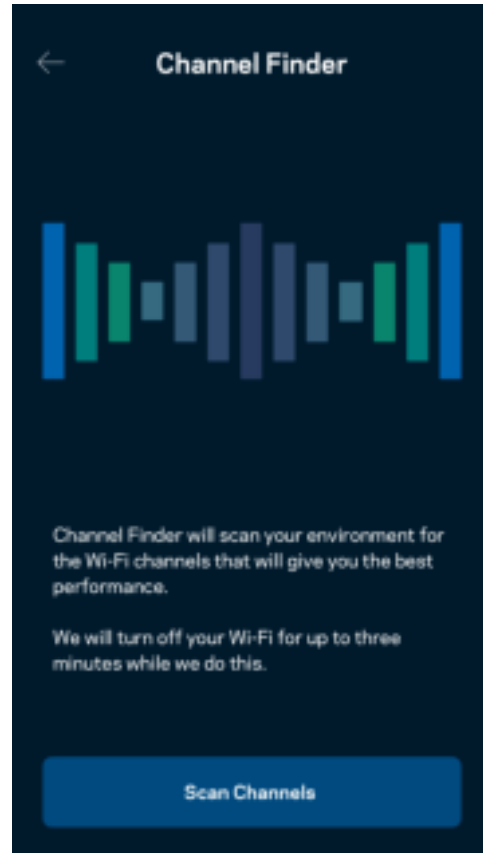 Channel Finder
Channel Finder will scan your environment for
the Wi-Fi channels that will give you the best
performance.
We will turn off your Wi-Fi for up to three
minutes while we do this.
Scan Channels